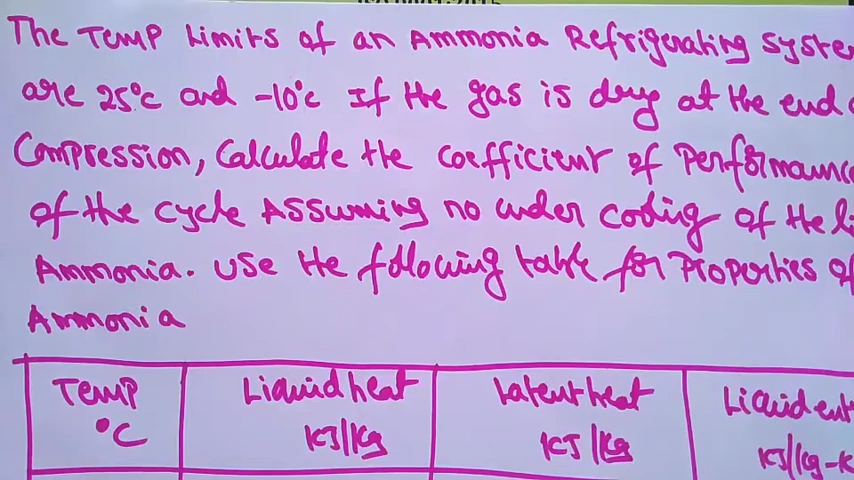 The Temp Limits of an Ammonia Refrigerating syste
are 25°c and -10°c If the gas is dry at the end
Compression, Calculate the coefficient of Performance
of the cycle Assuming no under cooling of the li
Ammonia. Use the following table for Properties of
Ammonia
Temp Liquid heat Latent heat Liquid ent
°C KJ/Kg KJ/Kg KJ/Kg-K